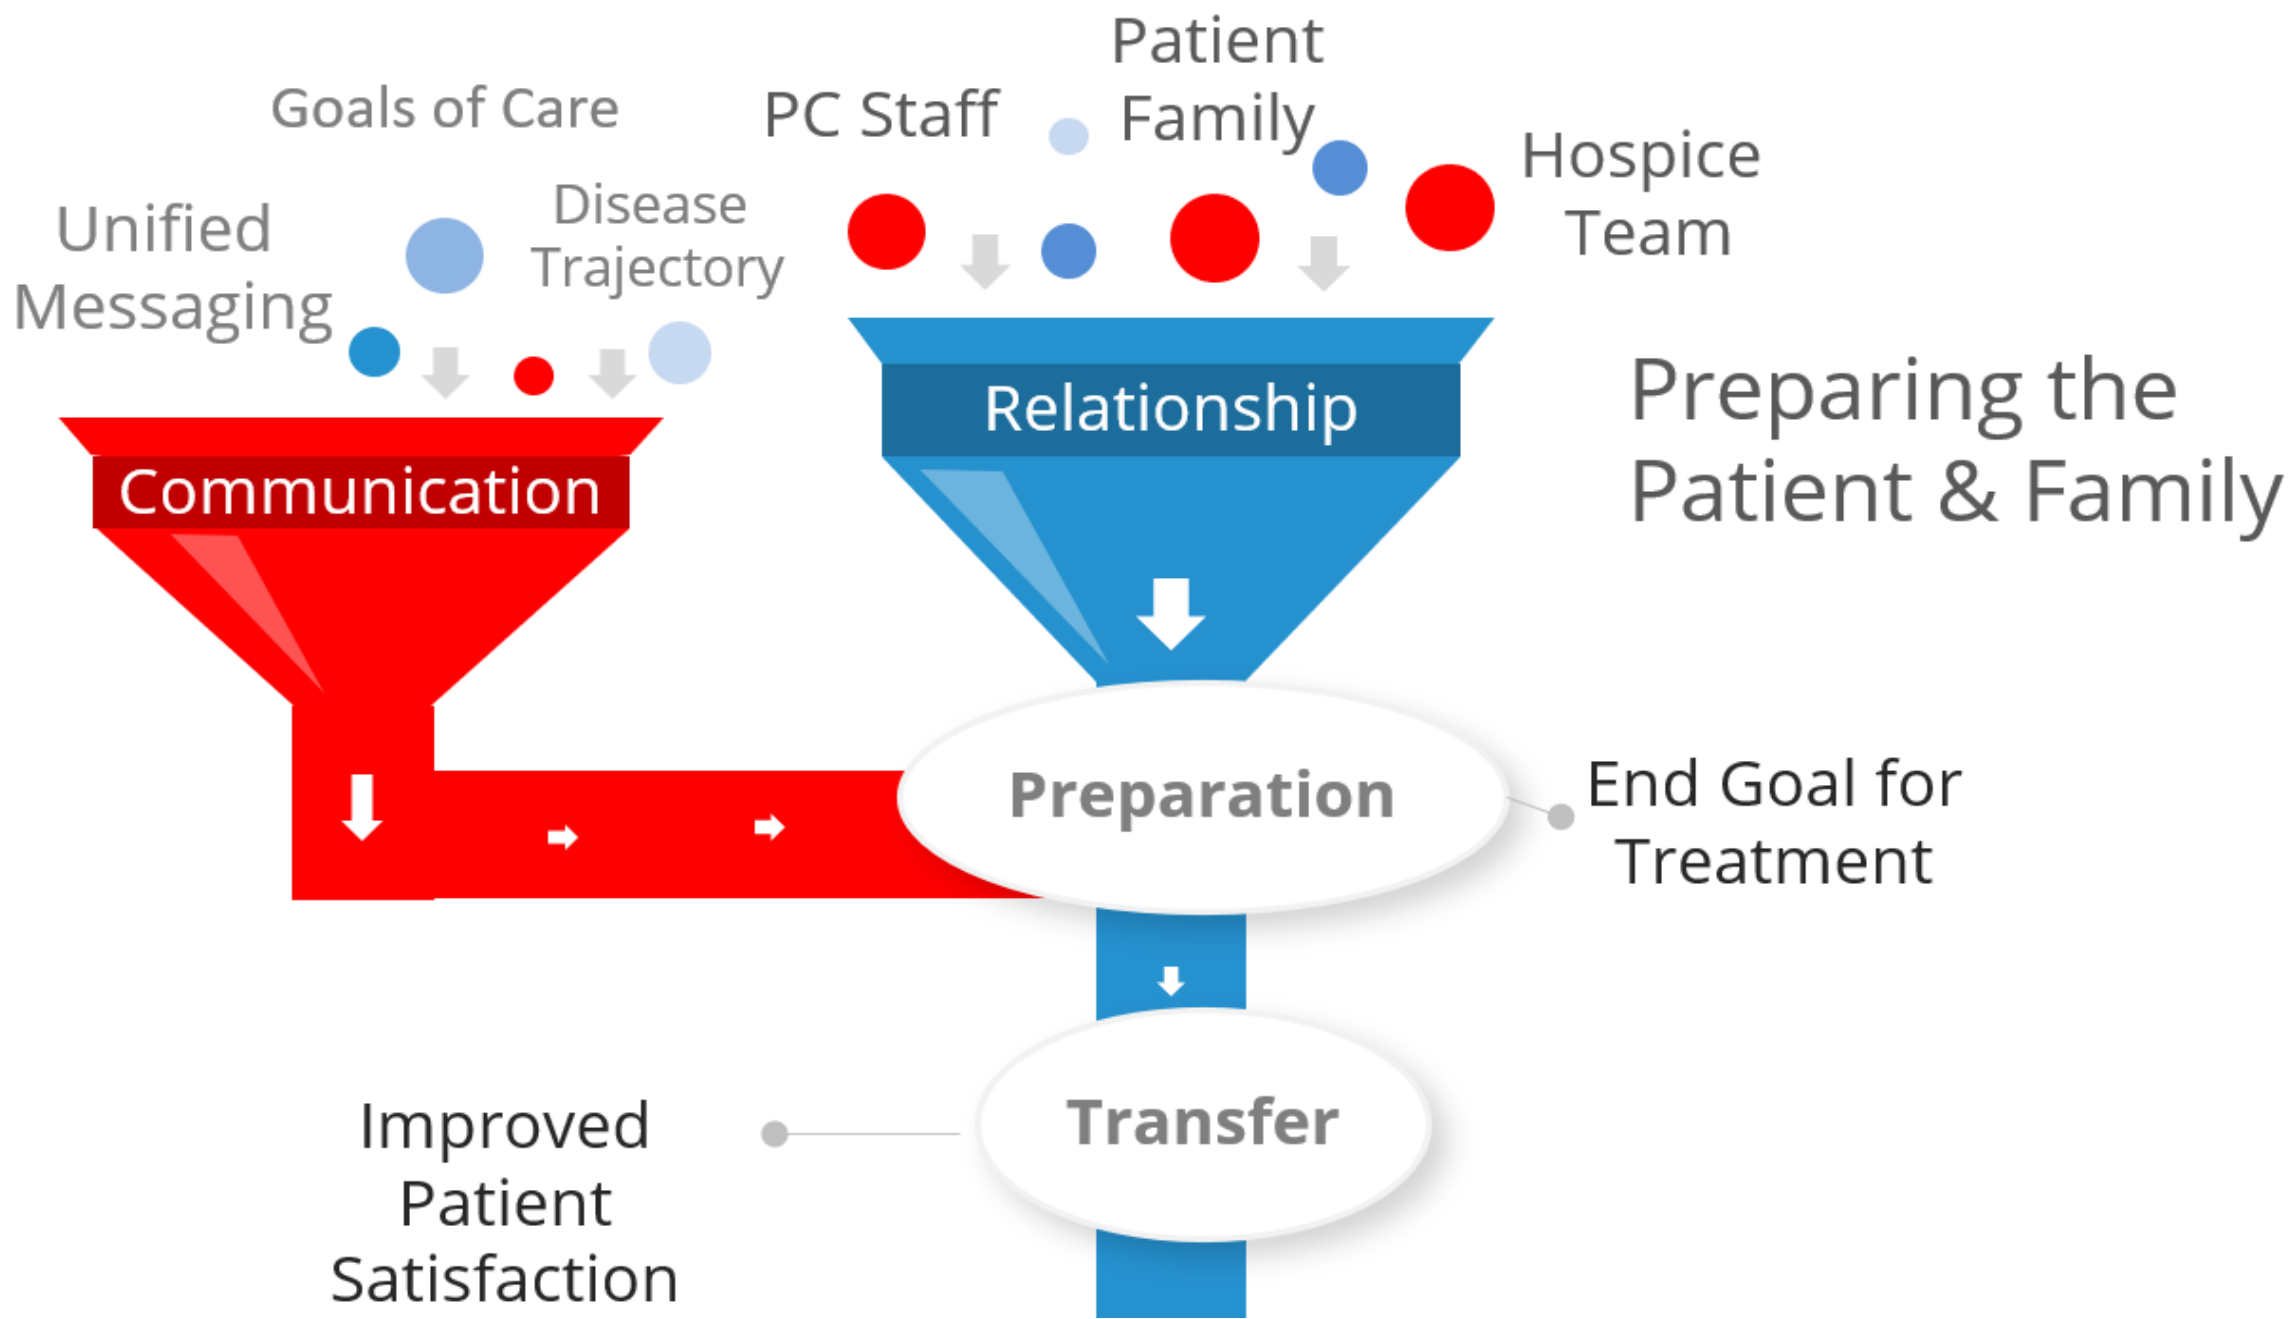 Goals of Care
Unified
Messaging
Disease
Trajectory
PC Staff
Patient
Family
Hospice
Team
Communication
Relationship
Preparing the
Patient & Family
Preparation
End Goal for
Treatment
Transfer
Improved
Patient
Satisfaction